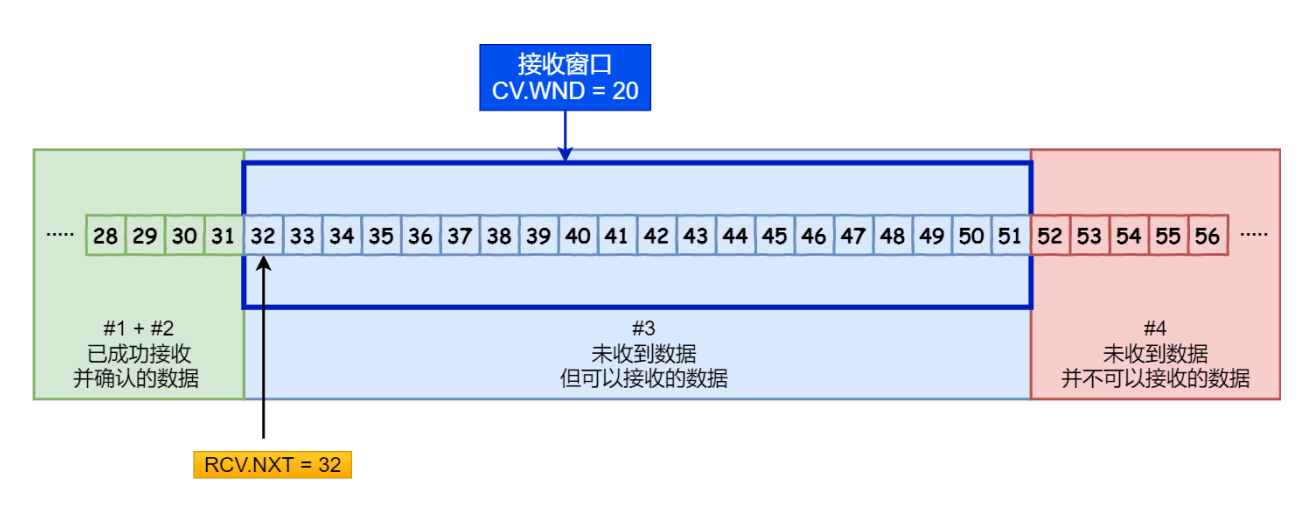 接收窗口
CV.WND = 20
····· 28 29 30 31 32 33 34 35 36 37 38 39 40 41 42 43 44 45 46 47 48 49 50 51 52 53 54 55 56 ·····
#1 + #2
已成功接收
并确认的数据
#3
未收到数据
但可以接收的数据
#4
未收到数据
并不可以接收的数据
RCV.NXT = 32